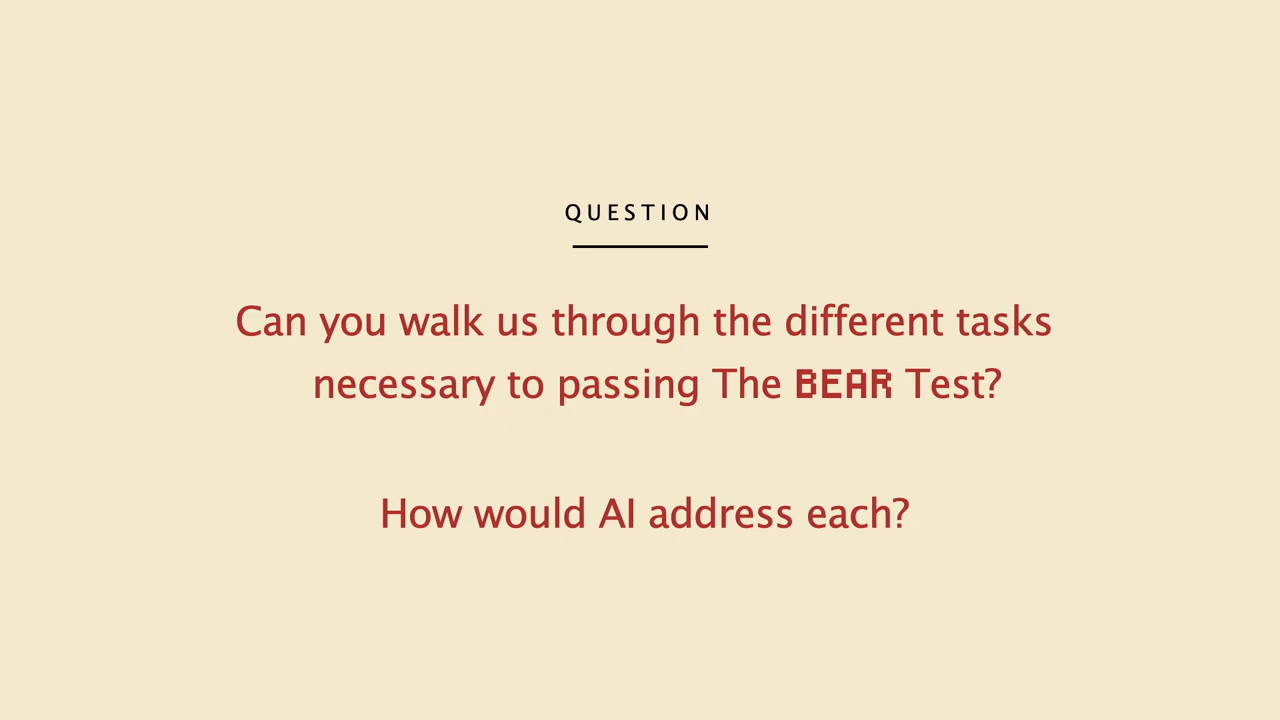 QUESTION
Can you walk us through the different tasks
necessary to passing The BEAR Test?
How would AI address each?